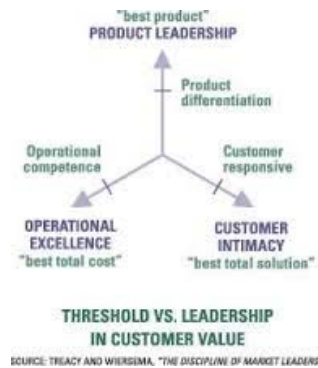 "best product"
PRODUCT LEADERSHIP
Product
differentiation
Operational
competence
Customer
responsive
OPERATIONAL
EXCELLENCE
"best total cost"
CUSTOMER
INTIMACY
"best total solution"
THRESHOLD VS. LEADERSHIP
IN CUSTOMER VALUE
SOURCE: TREACY AND WIERSEMA, "THE DISCIPLINE OF MARKET LEADERS